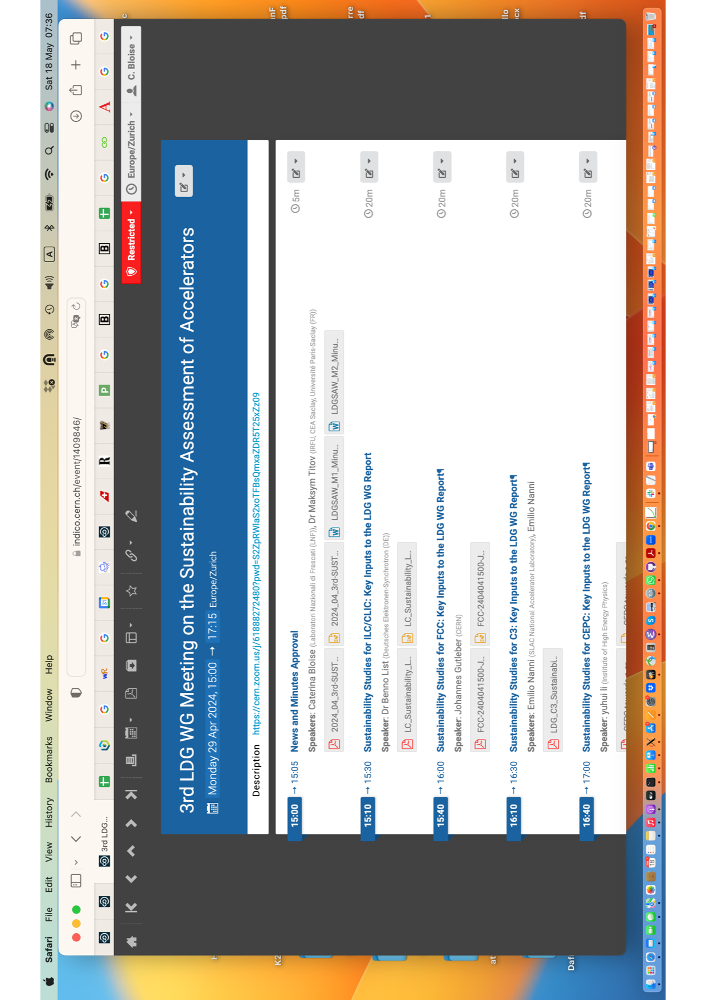 Safari File Edit View History Bookmarks Window Help
A
Sat 18 May 07:36
indico.cern.ch/event/1409846/
3rd LDG...
Restricted
Europe/Zurich
C. Bloise
3rd LDG WG Meeting on the Sustainability Assessment of Accelerators
Monday 29 Apr 2024, 15:00 → 17:15 Europe/Zurich
Description https://cern.zoom.us/j/61888272480?pwd=S2ZpRWlaS2xoTFBsQmxaZDR5T25xZz09
15:00 → 15:05 News and Minutes Approval 5m
Speakers: Caterina Bloise (Laboratori Nazionali di Frascati (LNF)), Dr Maksym Titov (IRFU, CEA Saclay, Université Paris-Saclay (FR))
2024_04_3rd-SUST... 2024_04_3rd-SUST... LDGSAW_M1_Minu... LDGSAW_M2_Minu...
15:10 → 15:30 Sustainability Studies for ILC/CLIC: Key Inputs to the LDG WG Report 20m
Speaker: Dr Benno List (Deutsches Elektronen-Synchrotron (DE))
LC_Sustainability_L... LC_Sustainability_L...
15:40 → 16:00 Sustainability Studies for FCC: Key Inputs to the LDG WG Report¶ 20m
Speaker: Johannes Gutleber (CERN)
FCC-2404041500-J... FCC-2404041500-J...
16:10 → 16:30 Sustainability Studies for C3: Key Inputs to the LDG WG Report¶ 20m
Speakers: Emilio Nanni (SLAC National Accelerator Laboratory), Emilio Nanni
LDG_C3_Sustainabi...
16:40 → 17:00 Sustainability Studies for CEPC: Key Inputs to the LDG WG Report¶ 20m
Speaker: yuhui li (Institute of High Energy Physics)